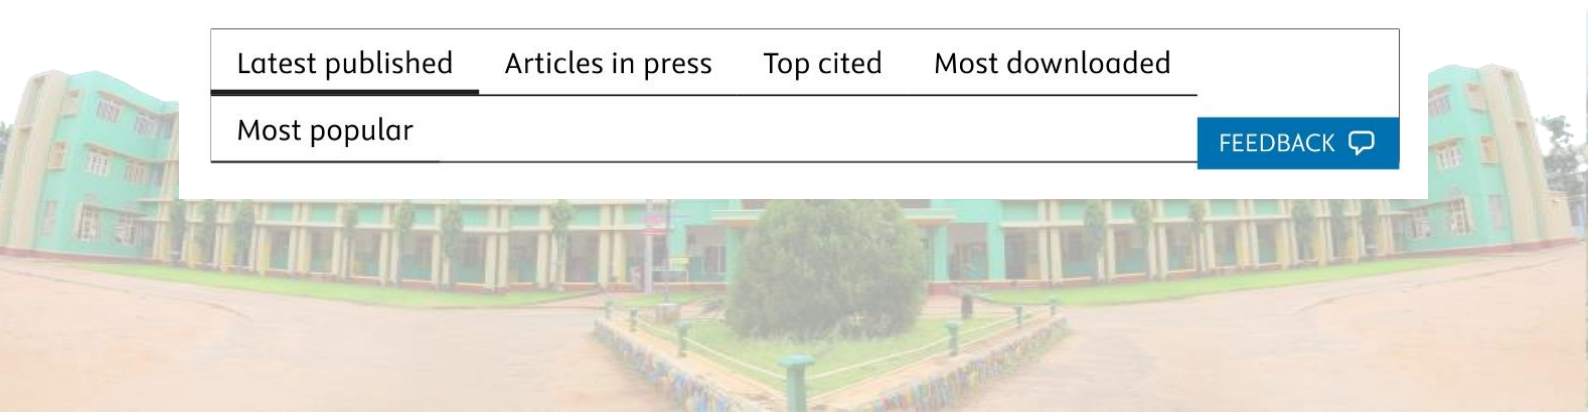 Latest published Articles in press Top cited Most downloaded
Most popular
FEEDBACK